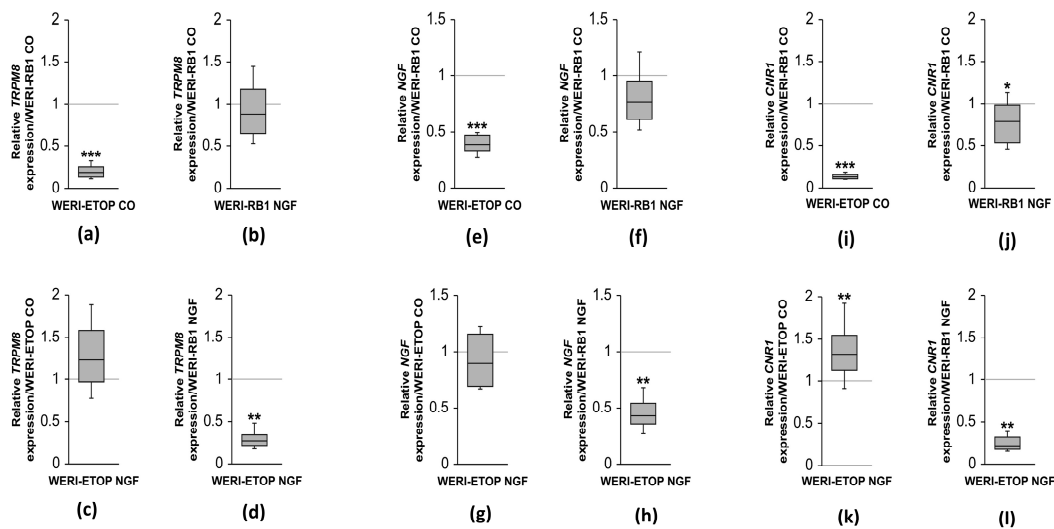 Relative TRPM8
expression/WERI-RB1 CO
2
1.5
1
0.5
0
***
WERI-ETOP CO
(a)
Relative TRPM8
expression/WERI-RB1 CO
2
1.5
1
0.5
0
WERI-RB1 NGF
(b)
Relative NGF
expression/WERI-RB1 CO
1.5
1
0.5
0
***
WERI-ETOP CO
(e)
Relative NGF
expression/WERI-RB1 CO
1.5
1
0.5
0
WERI-RB1 NGF
(f)
Relative CNR1
expression/WERI-RB1 CO
2
1.5
1
0.5
0
***
WERI-ETOP CO
(i)
Relative CNR1
expression/WERI-RB1 CO
2
1.5
1
0.5
0
*
WERI-RB1 NGF
(j)
Relative TRPM8
expression/WERI-ETOP CO
2
1.5
1
0.5
0
WERI-ETOP NGF
(c)
Relative TRPM8
expression/WERI-RB1 NGF
2
1.5
1
0.5
0
**
WERI-ETOP NGF
(d)
Relative NGF
expression/WERI-ETOP CO
1.5
1
0.5
0
WERI-ETOP NGF
(g)
Relative NGF
expression/WERI-RB1 NGF
1.5
1
0.5
0
**
WERI-ETOP NGF
(h)
Relative CNR1
expression/WERI-ETOP CO
2
1.5
1
0.5
0
**
WERI-ETOP NGF
(k)
Relative CNR1
expression/WERI-RB1 NGF
2
1.5
1
0.5
0
**
WERI-ETOP NGF
(l)